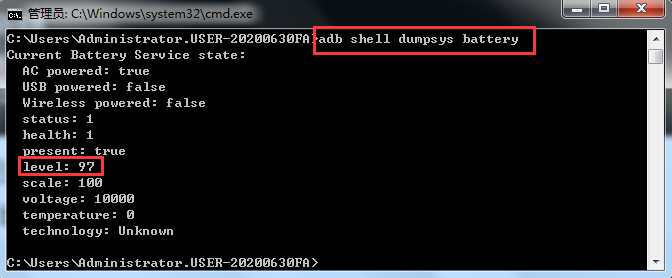 管理员: C:\Windows\system32\cmd.exe
C:\Users\Administrator.USER-20200630FA>adb shell dumpsys battery
Current Battery Service state:
  AC powered: true
  USB powered: false
  Wireless powered: false
  status: 1
  health: 1
  present: true
  level: 97
  scale: 100
  voltage: 10000
  temperature: 0
  technology: Unknown
C:\Users\Administrator.USER-20200630FA>